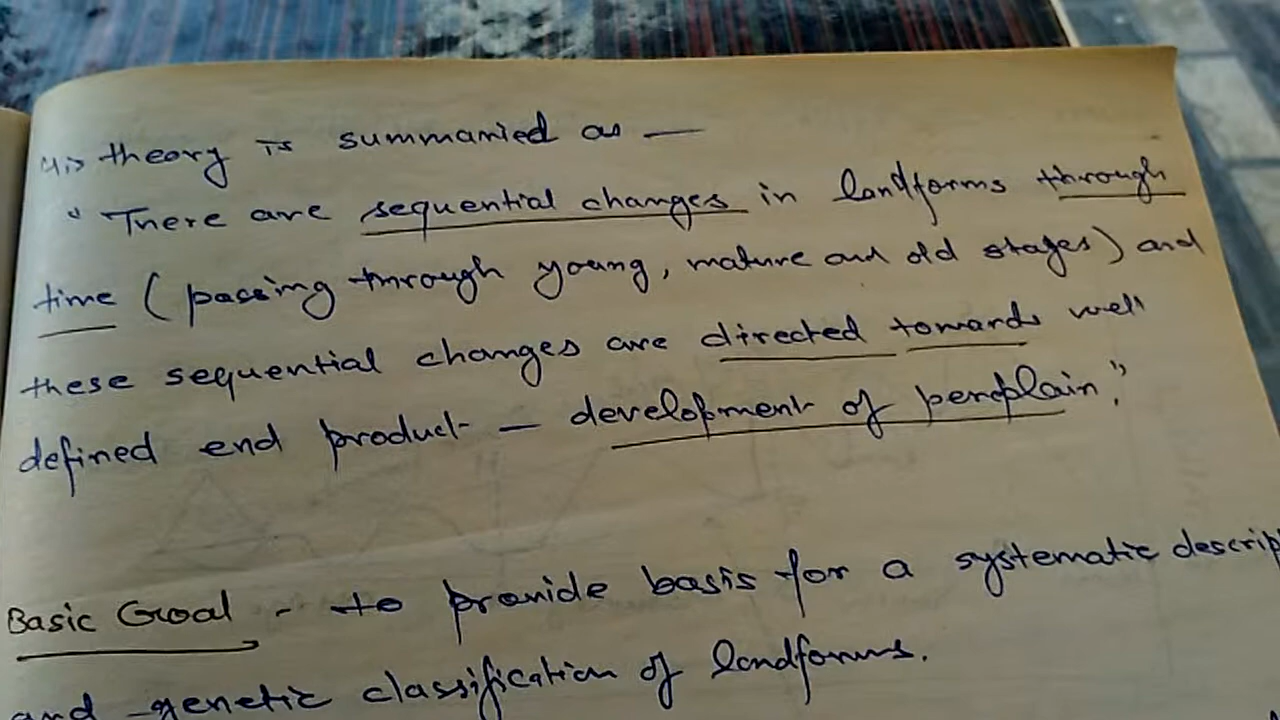 His theory is summarried as —
"There are sequential changes in landforms through
time (passing through young, mature and old stages) and
these sequential changes are directed towards well
defined end product — development of peneplain".
Basic Goal - to provide basis for a systematic descrip
and genetic classification of landforms.